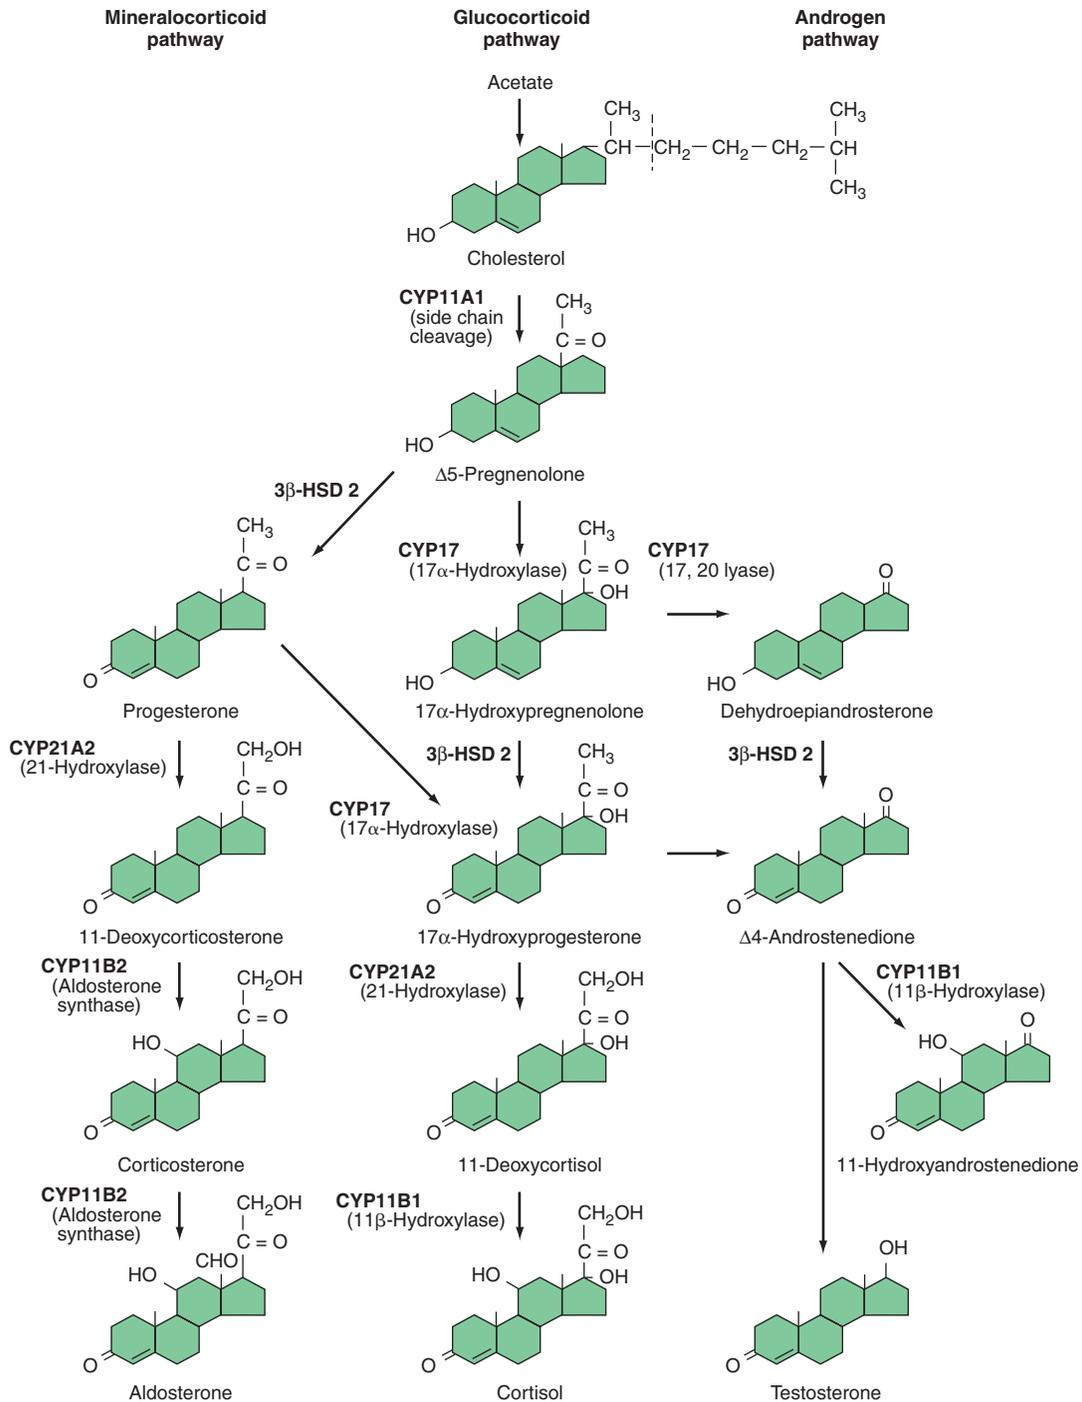 Mineralocorticoid
pathway
Glucocorticoid
pathway
Androgen
pathway
Acetate
CH3
CH
CH2
CH2
CH2
CH
CH3
CH3
HO
Cholesterol
CYP11A1
(side chain
cleavage)
CH3
C = O
HO
Δ5-Pregnenolone
3β-HSD 2
CH3
C = O
O
Progesterone
CYP17
(17α-Hydroxylase)
CH3
C = O
OH
HO
17α-Hydroxypregnenolone
CYP17
(17, 20 lyase)
O
HO
Dehydroepiandrosterone
CYP21A2
(21-Hydroxylase)
CH2OH
C = O
O
11-Deoxycorticosterone
3β-HSD 2
CYP17
(17α-Hydroxylase)
CH3
C = O
OH
O
17α-Hydroxyprogesterone
3β-HSD 2
O
O
Δ4-Androstenedione
CYP11B2
(Aldosterone
synthase)
CH2OH
C = O
HO
O
Corticosterone
CYP21A2
(21-Hydroxylase)
CH2OH
C = O
OH
O
11-Deoxycortisol
CYP11B1
(11β-Hydroxylase)
O
HO
O
11-Hydroxyandrostenedione
CYP11B2
(Aldosterone
synthase)
CH2OH
C = O
CHO
HO
O
Aldosterone
CYP11B1
(11β-Hydroxylase)
CH2OH
C = O
OH
HO
O
Cortisol
OH
O
Testosterone